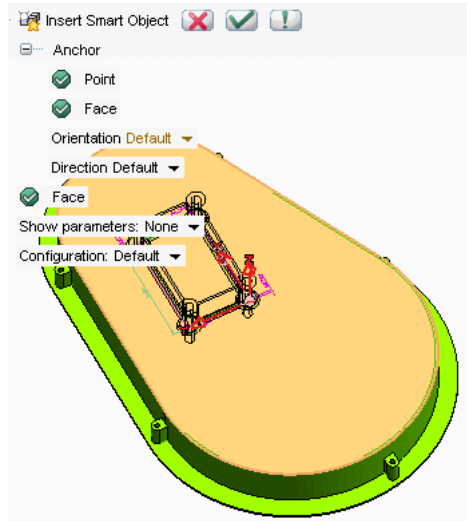 Insert Smart Object
Anchor
Point
Face
Orientation Default
Direction Default
Face
Show parameters: None
Configuration: Default